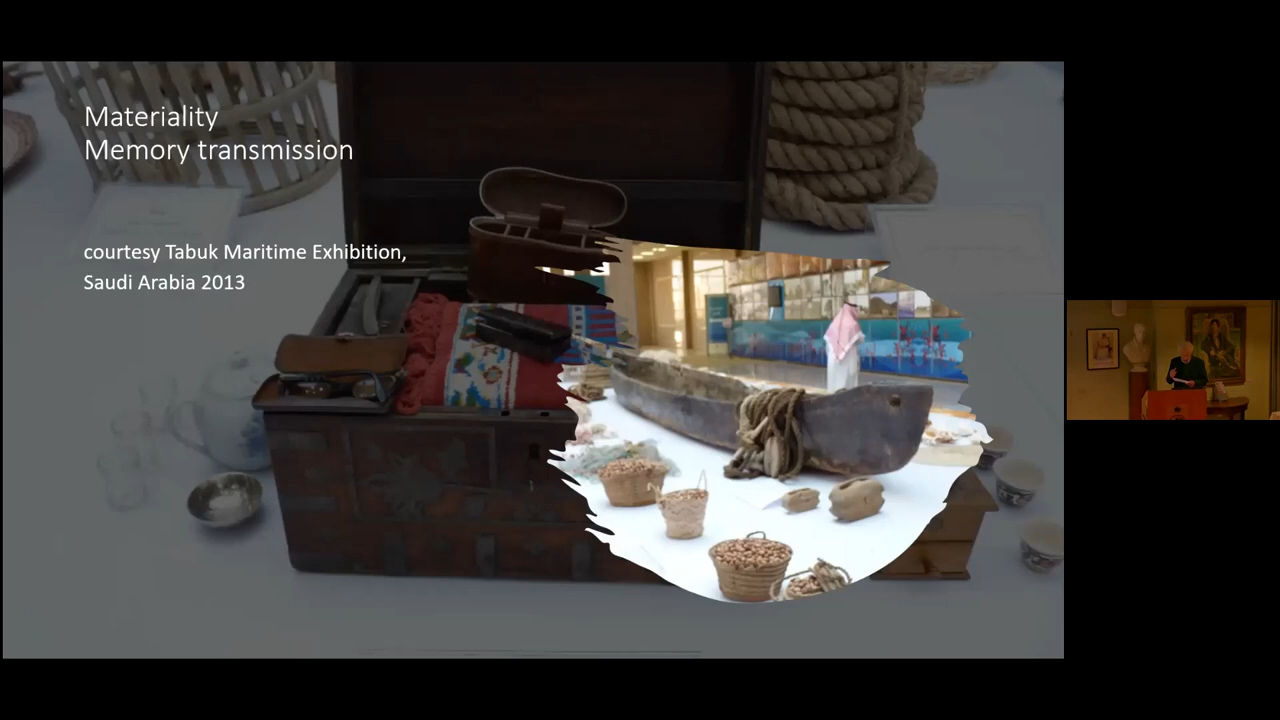 Materiality
Memory transmission
courtesy Tabuk Maritime Exhibition,
Saudi Arabia 2013